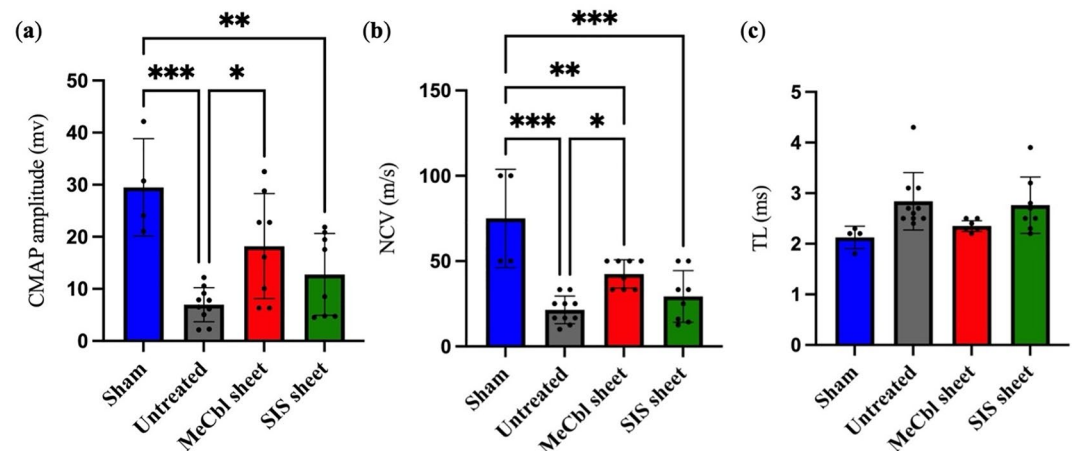 (a)
**
*** *
CMAP amplitude (mv)
50
40
30
20
10
0
Sham
Untreated
MeCbl sheet
SIS sheet
(b)
***
**
*** *
NCV (m/s)
150
100
50
0
Sham
Untreated
MeCbl sheet
SIS sheet
(c)
TL (ms)
5
4
3
2
1
0
Sham
Untreated
MeCbl sheet
SIS sheet